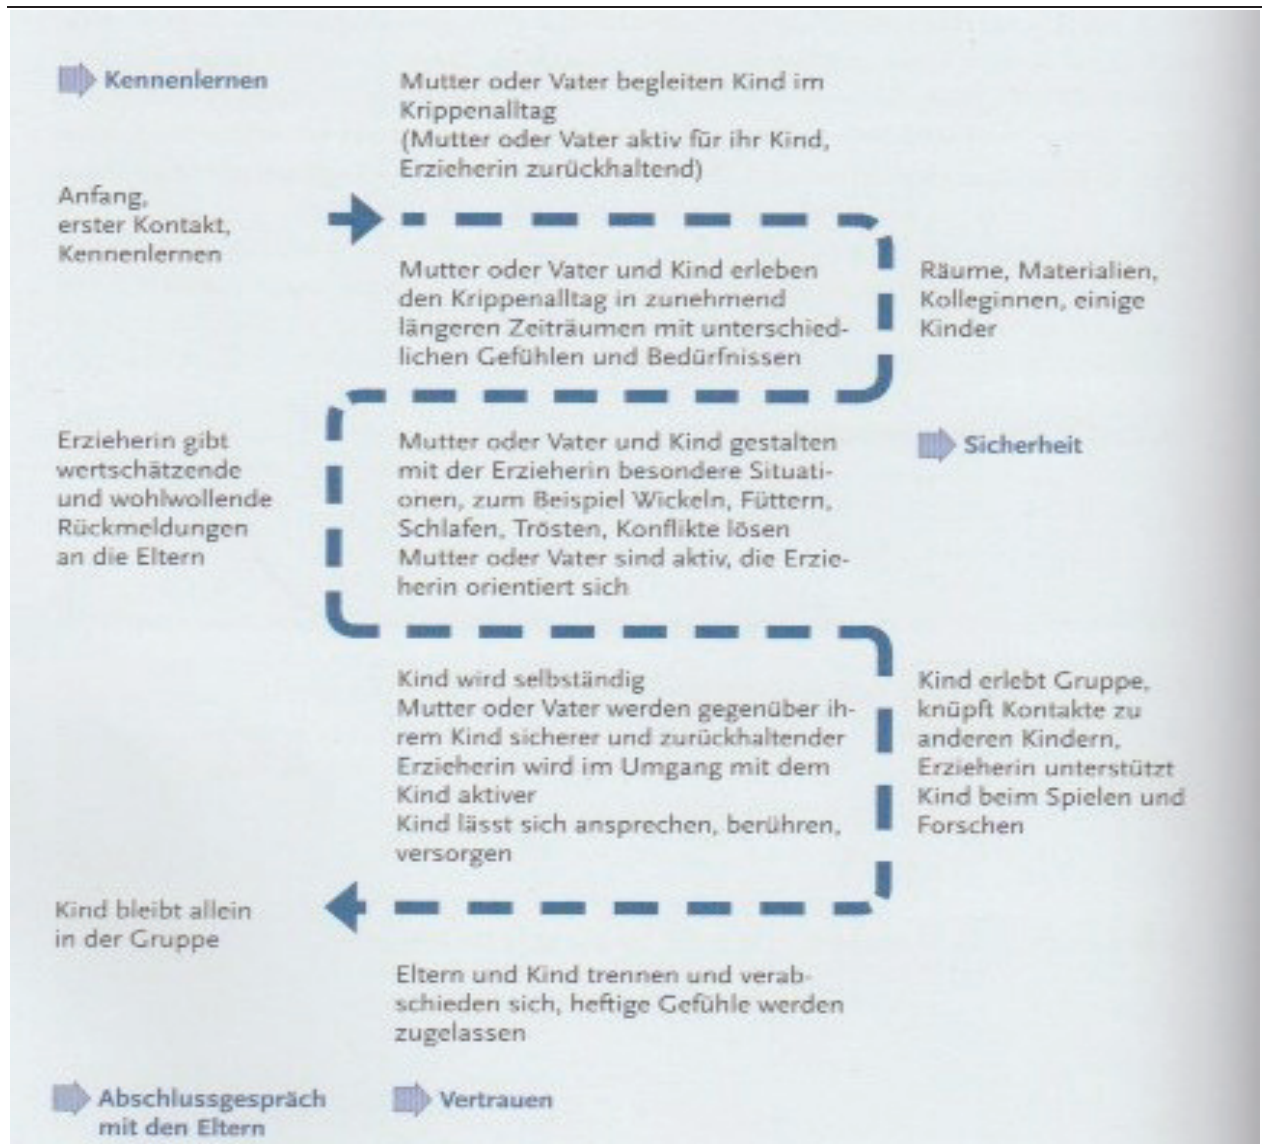 Kennenlernen
Mutter oder Vater begleiten Kind im
Krippenalltag
(Mutter oder Vater aktiv für ihr Kind,
Erzieherin zurückhaltend)
Anfang,
erster Kontakt,
Kennenlernen
Mutter oder Vater und Kind erleben
den Krippenalltag in zunehmend
längeren Zeiträumen mit unterschied-
lichen Gefühlen und Bedürfnissen
Räume, Materialien,
Kolleginnen, einige
Kinder
Erzieherin gibt
wertschätzende
und wohlwollende
Rückmeldungen
an die Eltern
Mutter oder Vater und Kind gestalten
mit der Erzieherin besondere Situati-
onen, zum Beispiel Wickeln, Füttern,
Schlafen, Trösten, Konflikte lösen
Mutter oder Vater sind aktiv, die Erzie-
herin orientiert sich
Sicherheit
Kind wird selbständig
Mutter oder Vater werden gegenüber ih-
rem Kind sicherer und zurückhaltender
Erzieherin wird im Umgang mit dem
Kind aktiver
Kind lässt sich ansprechen, berühren,
versorgen
Kind erlebt Gruppe,
knüpft Kontakte zu
anderen Kindern,
Erzieherin unterstützt
Kind beim Spielen und
Forschen
Kind bleibt allein
in der Gruppe
Eltern und Kind trennen und verab-
schieden sich, heftige Gefühle werden
zugelassen
Abschlussgespräch
mit den Eltern
Vertrauen